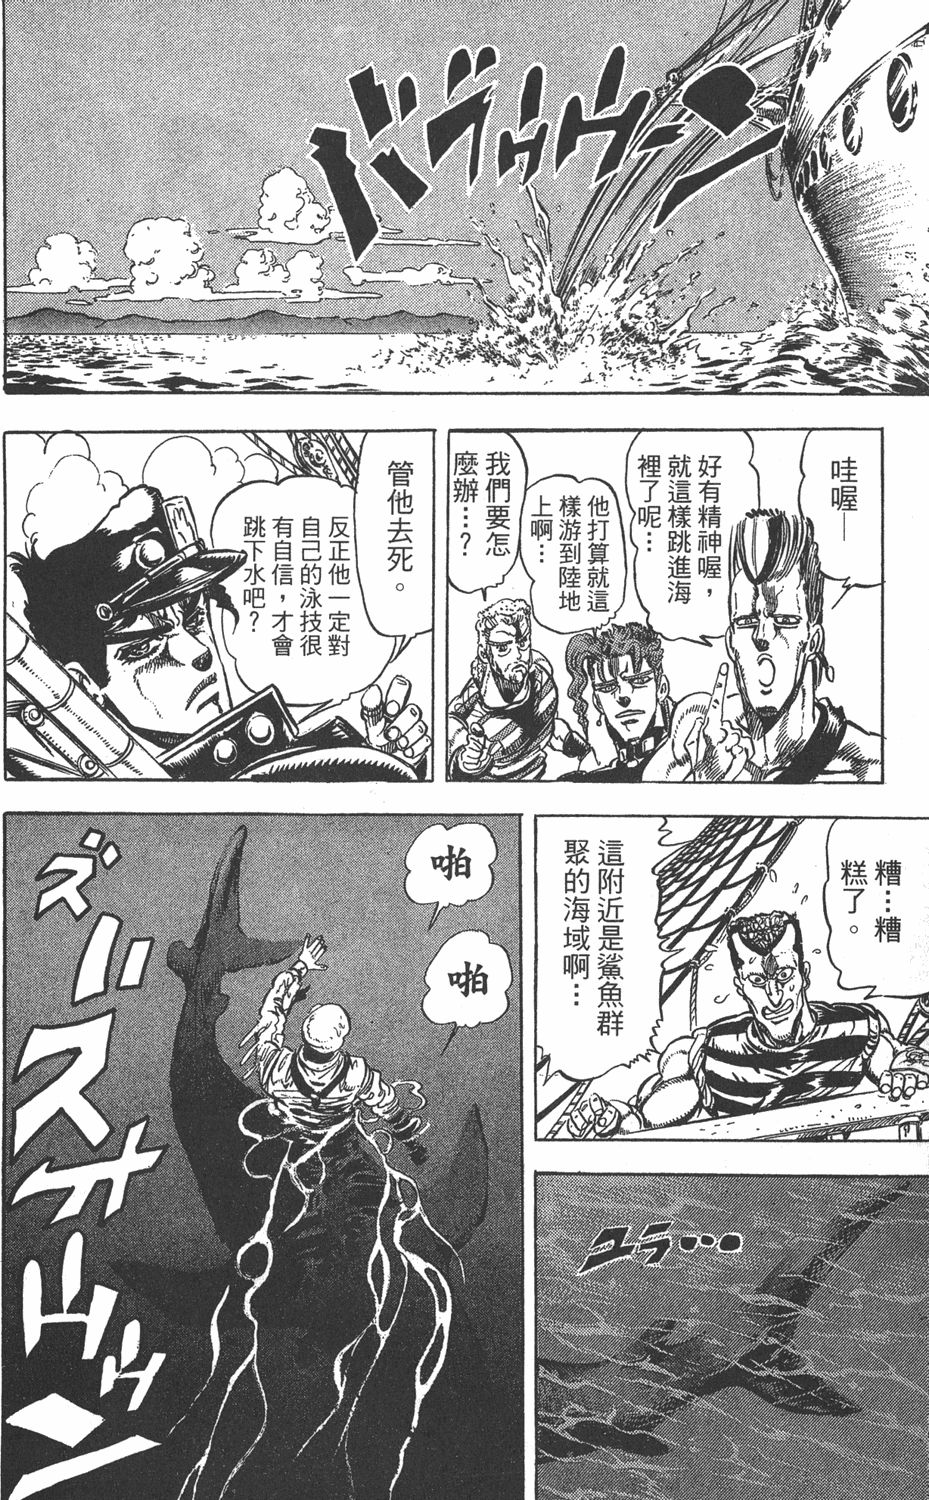 バブゥゥーン
哇喔—
好有精神喔，
就這樣跳進海
裡了呢…
他打算就這
樣游到陸地
上啊…
我們要怎
麼辦…？
管他去死。
反正他一定對
自己的泳技很
有自信，才會
跳下水吧？
糟…糟
糕了。
這附近是鯊魚群
聚的海域啊…
ユラ…
啪
啪
ズースオーーン